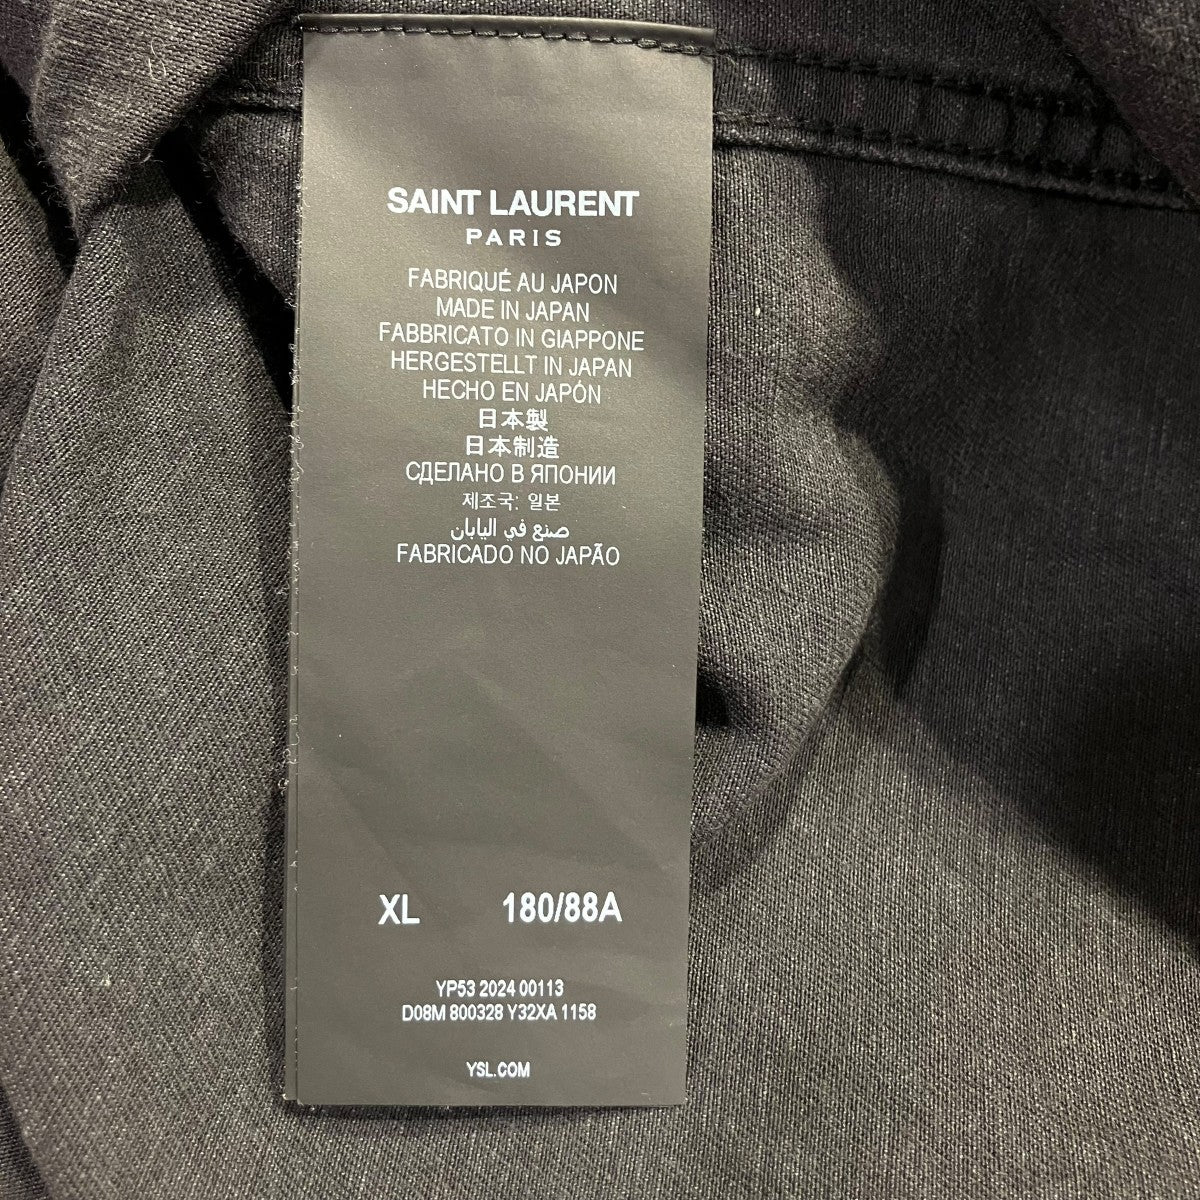 SAINT LAURENT
PARIS
FABRIQUÉ AU JAPON
MADE IN JAPAN
FABBRICATO IN GIAPPONE
HERGESTELLT IN JAPAN
HECHO EN JAPÓN
日本製
日本制造
СДЕЛАНО В ЯПОНИИ
제조국: 일본
صنع في اليابان
FABRICADO NO JAPÃO
XL 180/88A
YP53 2024 00113
D08M 800328 Y32XA 1158
YSL.COM